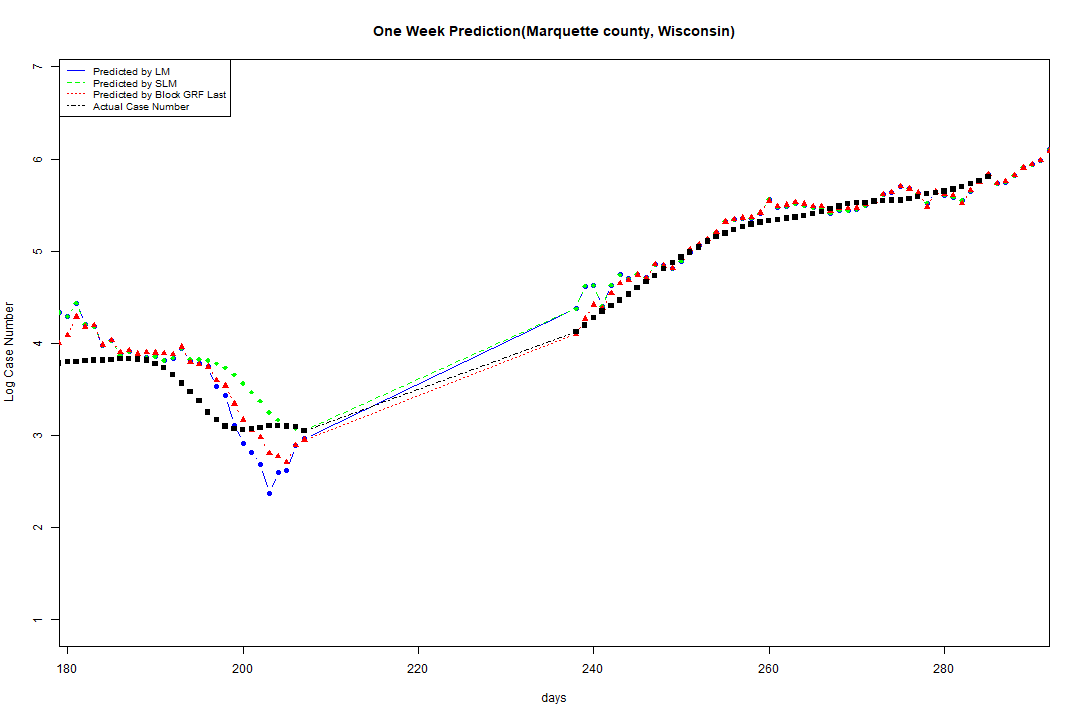 One Week Prediction(Marquette county, Wisconsin)
Predicted by LM
Predicted by SLM
Predicted by Block GRF Last
Actual Case Number
7
6
5
4
3
2
1
Log Case Number
180 200 220 240 260 280
days